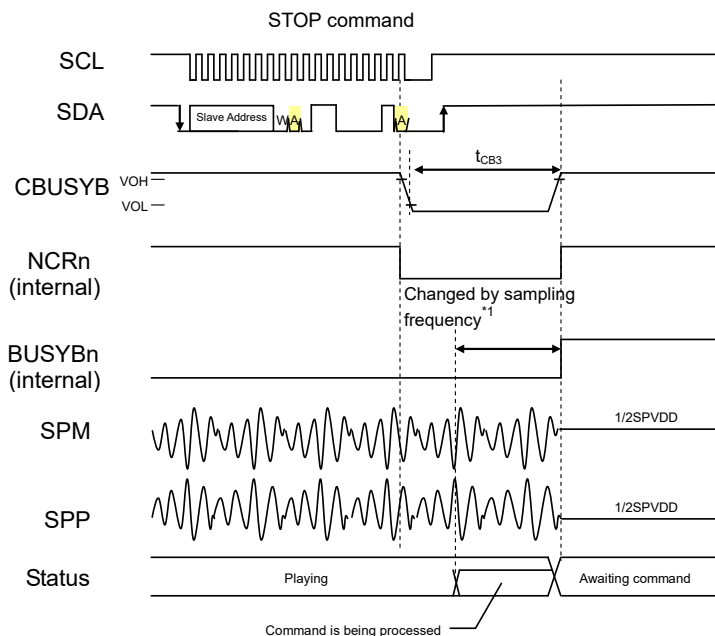 STOP command
SCL
SDA
Slave Address
W
A
A
CBUSYB
VOH
VOL
tCB3
NCRn
(internal)
Changed by sampling
frequency*1
BUSYBn
(internal)
SPM
1/2SPVDD
SPP
1/2SPVDD
Status
Playing
Awaiting command
Command is being processed